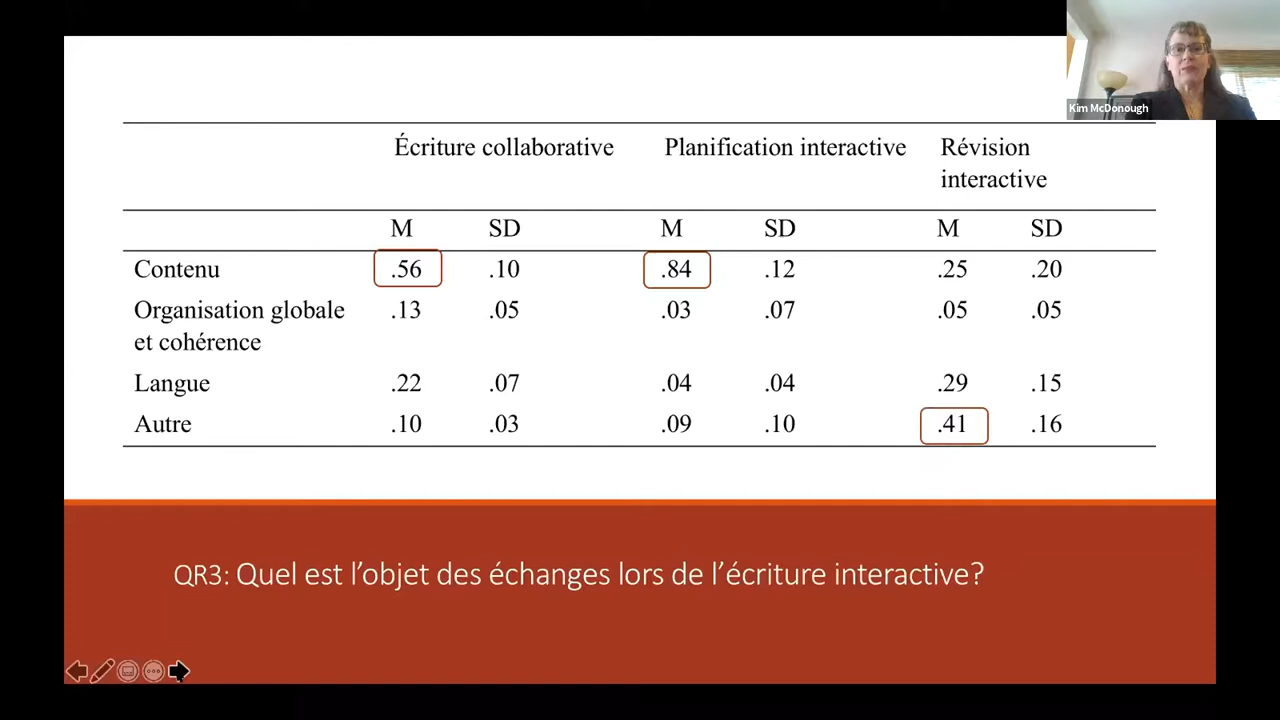 Kim McDonough
Écriture collaborative Planification interactive Révision
interactive
M SD M SD M SD
Contenu .56 .10 .84 .12 .25 .20
Organisation globale .13 .05 .03 .07 .05 .05
et cohérence
Langue .22 .07 .04 .04 .29 .15
Autre .10 .03 .09 .10 .41 .16
QR3: Quel est l’objet des échanges lors de l’écriture interactive?